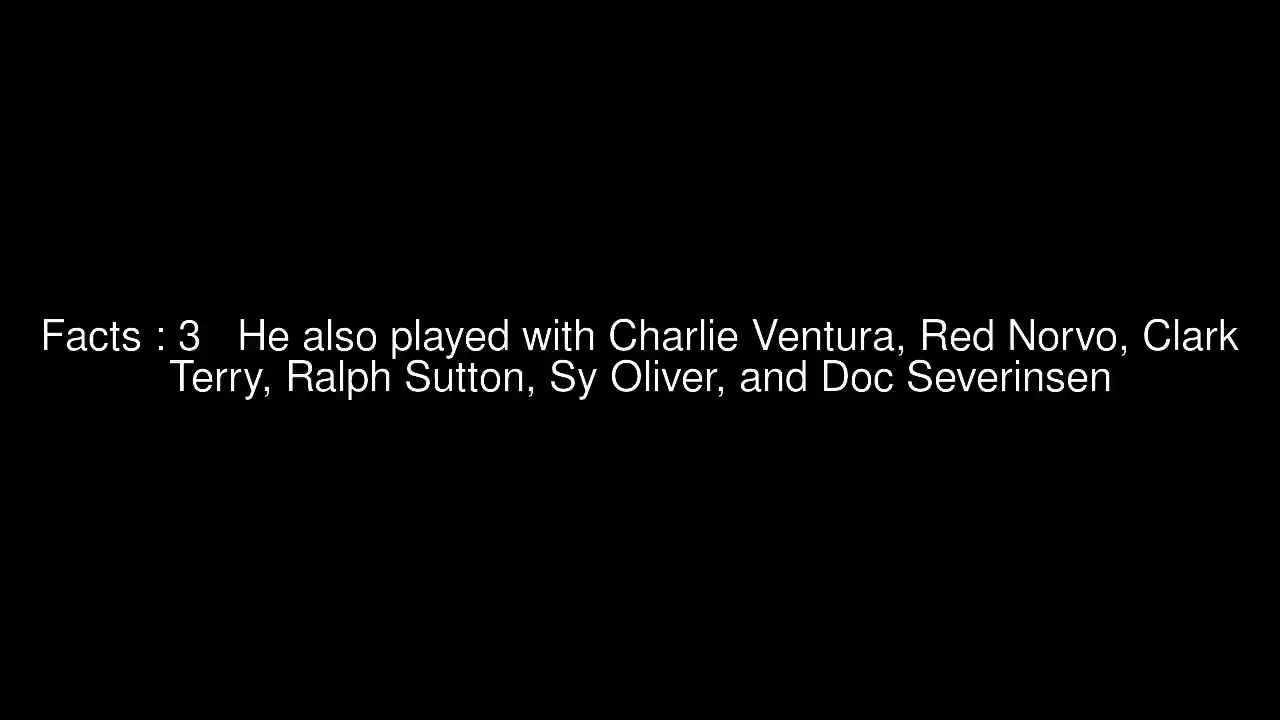 Facts : 3   He also played with Charlie Ventura, Red Norvo, Clark
Terry, Ralph Sutton, Sy Oliver, and Doc Severinsen